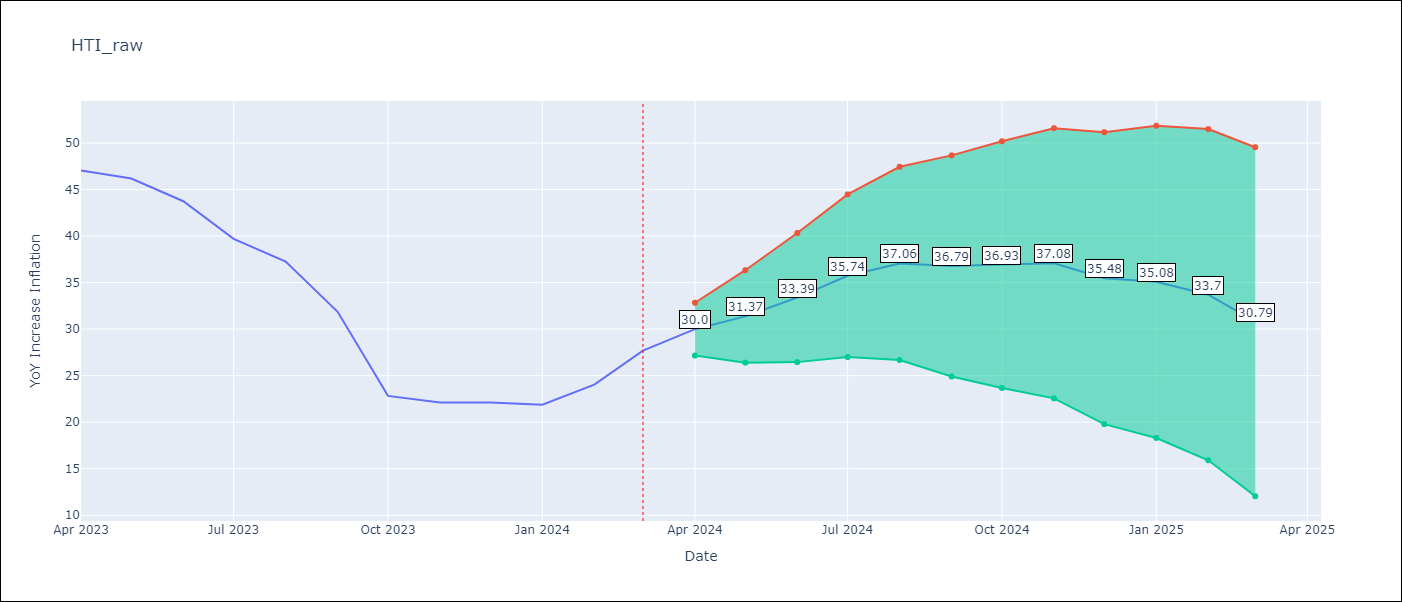 HTI_raw
YoY Increase Inflation
50
45
40
35
30
25
20
15
10
30.0
31.37
33.39
35.74
37.06
36.79
36.93
37.08
35.48
35.08
33.7
30.79
Apr 2023
Jul 2023
Oct 2023
Jan 2024
Apr 2024
Jul 2024
Oct 2024
Jan 2025
Apr 2025
Date